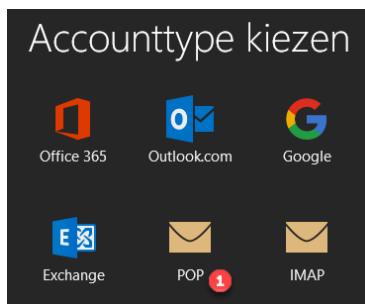 Accounttype kiezen
Office 365
Outlook.com
Google
Exchange
POP 1
IMAP